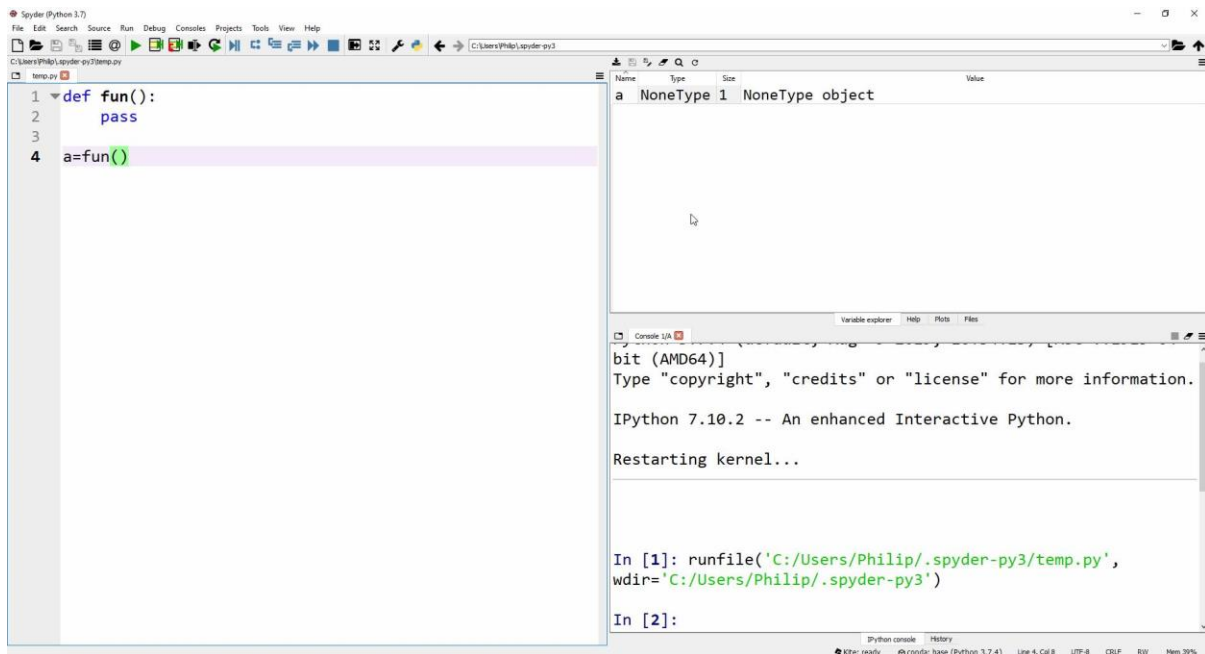 Spyder (Python 3.7)
File Edit Search Source Run Debug Consoles Projects Tools View Help
C:\Users\Philip\.spyder-py3
C:\Users\Philip\.spyder-py3\temp.py
temp.py
1 def fun():
2 pass
3
4 a=fun()
Name Type Size Value
a NoneType 1 NoneType object
Variable explorer Help Plots Files
Console 1/A
bit (AMD64)]
Type "copyright", "credits" or "license" for more information.
IPython 7.10.2 -- An enhanced Interactive Python.
Restarting kernel...
In [1]: runfile('C:/Users/Philip/.spyder-py3/temp.py',
wdir='C:/Users/Philip/.spyder-py3')
In [2]:
IPython console History
Kite: ready conda: base (Python 3.7.4) Line 4, Col 8 UTF-8 CRLF RW Mem 39%